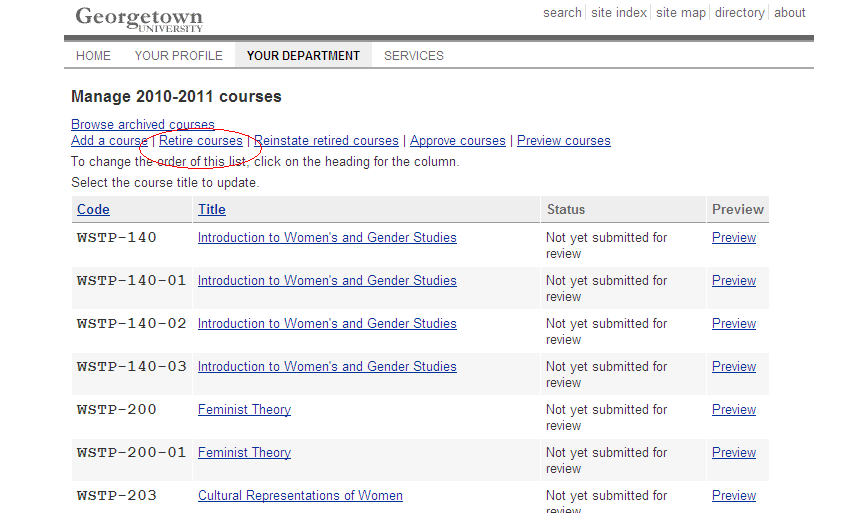 Georgetown
UNIVERSITY
search | site index | site map | directory | about
HOME YOUR PROFILE YOUR DEPARTMENT SERVICES
Manage 2010-2011 courses
Browse archived courses
Add a course | Retire courses | Reinstate retired courses | Approve courses | Preview courses
To change the order of this list, click on the heading for the column.
Select the course title to update.
Code Title Status Preview
WSTP-140 Introduction to Women's and Gender Studies Not yet submitted for Preview
review
WSTP-140-01 Introduction to Women's and Gender Studies Not yet submitted for Preview
review
WSTP-140-02 Introduction to Women's and Gender Studies Not yet submitted for Preview
review
WSTP-140-03 Introduction to Women's and Gender Studies Not yet submitted for Preview
review
WSTP-200 Feminist Theory Not yet submitted for Preview
review
WSTP-200-01 Feminist Theory Not yet submitted for Preview
review
WSTP-203 Cultural Representations of Women Not yet submitted for Preview
review